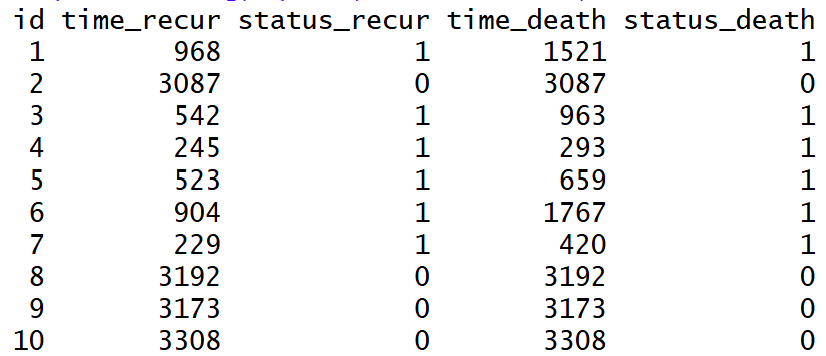 id time_recur status_recur time_death status_death
1 968 1 1521 1
2 3087 0 3087 0
3 542 1 963 1
4 245 1 293 1
5 523 1 659 1
6 904 1 1767 1
7 229 1 420 1
8 3192 0 3192 0
9 3173 0 3173 0
10 3308 0 3308 0